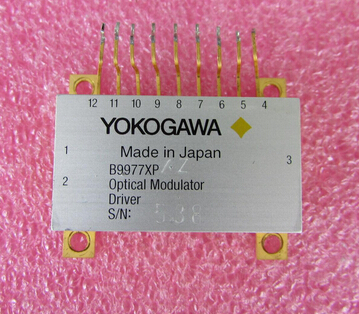 12 11 10 9 8 7 6 5 4
YOKOGAWA
1 Made in Japan 3
B9977XP
2 Optical Modulator
Driver
S/N: 538